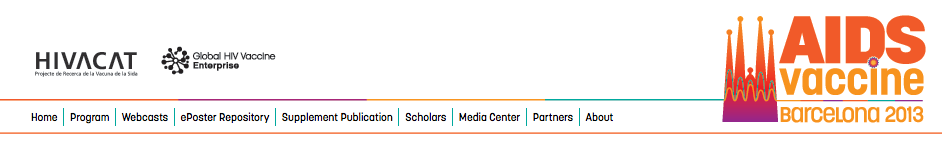 HIVACAT
Projecte de Recerca de la Vacuna de la Sida
Global HIV Vaccine
Enterprise
AIDS
vaccine
Barcelona 2013
Home Program Webcasts ePoster Repository Supplement Publication Scholars Media Center Partners About